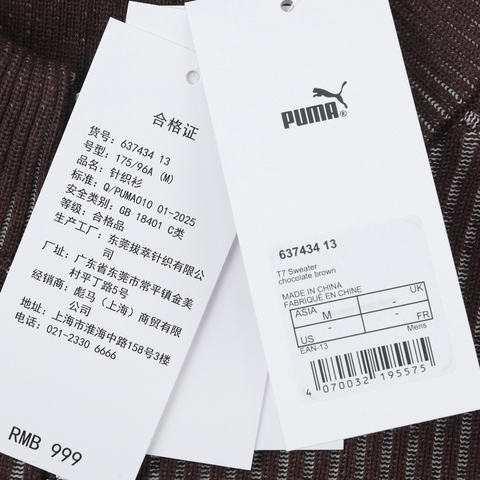 合格证
货号: 637434 13
号型: 175/96A (M)
品名: 针织衫
标准: Q/PUMA010 01-2025
安全类别: GB 18401 C类
等级: 合格品
生产工厂: 东莞拔萃针织有限公
司
厂址: 广东省东莞市常平镇金美
村字丁路5号
经销商: 彪马（上海）商贸有限
公司
地址: 上海市淮海中路158号3楼
电话: 021-2330 6666
RMB 999
PUMA®
637434 13
T7 Sweater
chocolate brown
MADE IN CHINA
FABRIQUE EN CHINE
ASIA M - UK
US - - FR
EAN-13 Mens
4 070032 195575